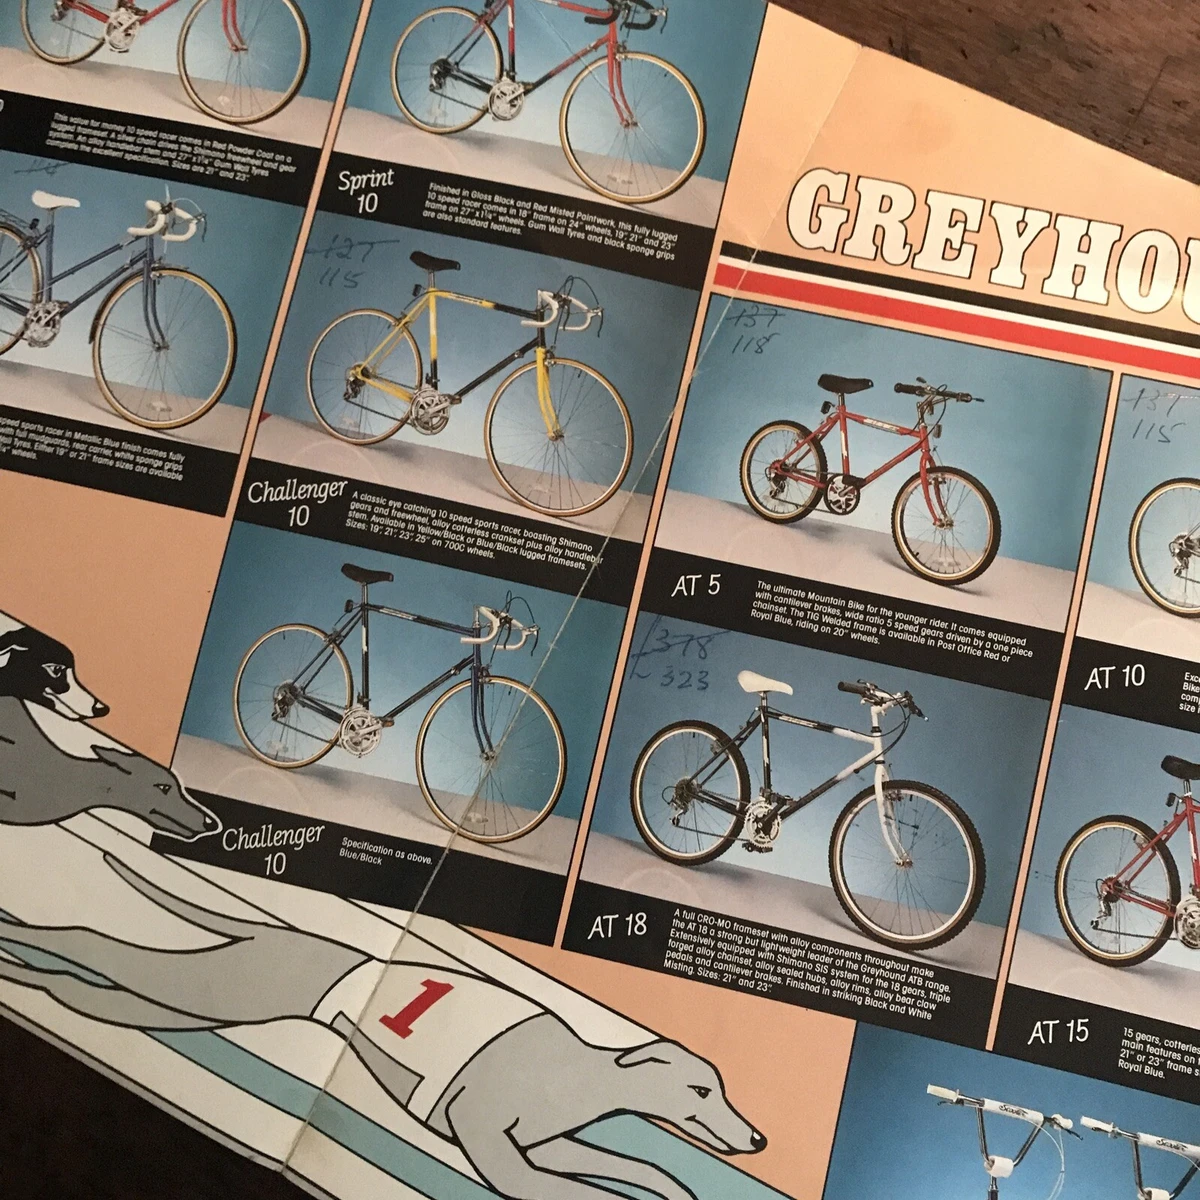 This value for money 10 speed racer comes in Red Powder Coat on a
lugged frameset. A silver chain drives the Shimano freewheel and gear
system. An alloy handlebar stem and 27" x 1¼" Gum Wall Tyres
complete the excellent specification. Sizes are 21" and 23".
Sprint
10
Finished in Gloss Black and Red Misted Paintwork, this fully lugged
10 speed racer comes in 18" frame on 24" wheels, 19", 21" and 23"
frame on 27" x 1¼" wheels. Gum Wall Tyres and black sponge grips
are also standard features.
GREYHOU
127
115
137
118
131
115
speed sports racer in Metallic Blue finish comes fully
with full mudguards, rear carrier, white sponge grips
Wall Tyres. Either 19" or 21" frame sizes are available
wheels.
Challenger
10
A classic eye catching 10 speed sports racer, boasting Shimano
gears and freewheel, alloy cotterless crankset plus alloy handlebar
stem. Available in Yellow/Black or Blue/Black lugged framesets.
Sizes: 19", 21", 23", 25" on 700C wheels.
AT 5
The ultimate Mountain Bike for the younger rider. It comes equipped
with cantilever brakes, wide ratio 5 speed gears driven by a one piece
chainset. The TIG Welded frame is available in Post Office Red or
Royal Blue, riding on 20" wheels.
AT 10
Exce
Bike
comp
size
£378
£323
Challenger
10
Specification as above.
Blue/Black
AT 18
A full CRO-MO frameset with alloy components throughout make
the AT 18 a strong but lightweight leader of the Greyhound ATB range.
Extensively equipped with Shimano SIS system for the 18 gears, triple
forged alloy chainset, alloy sealed hubs, alloy rims, alloy bear claw
pedals and cantilever brakes. Finished in striking Black and White
Misting. Sizes: 21" and 23"
AT 15
15 gears, cotterles
main features on
21" or 23" frame s
Royal Blue.
1
Scout
Scout